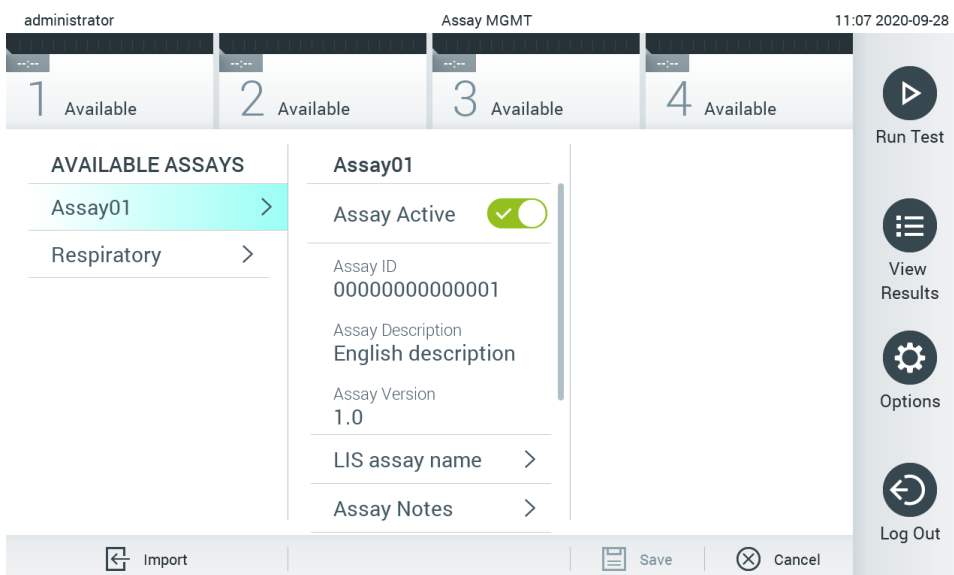 administrator Assay MGMT 11:07 2020-09-28
--:-- --:-- --:-- --:--
1 Available 2 Available 3 Available 4 Available
Run Test
AVAILABLE ASSAYS
Assay01
Respiratory
Assay01
Assay Active
Assay ID
00000000000001
Assay Description
English description
Assay Version
1.0
LIS assay name
Assay Notes
View
Results
Options
Log Out
Import Save Cancel